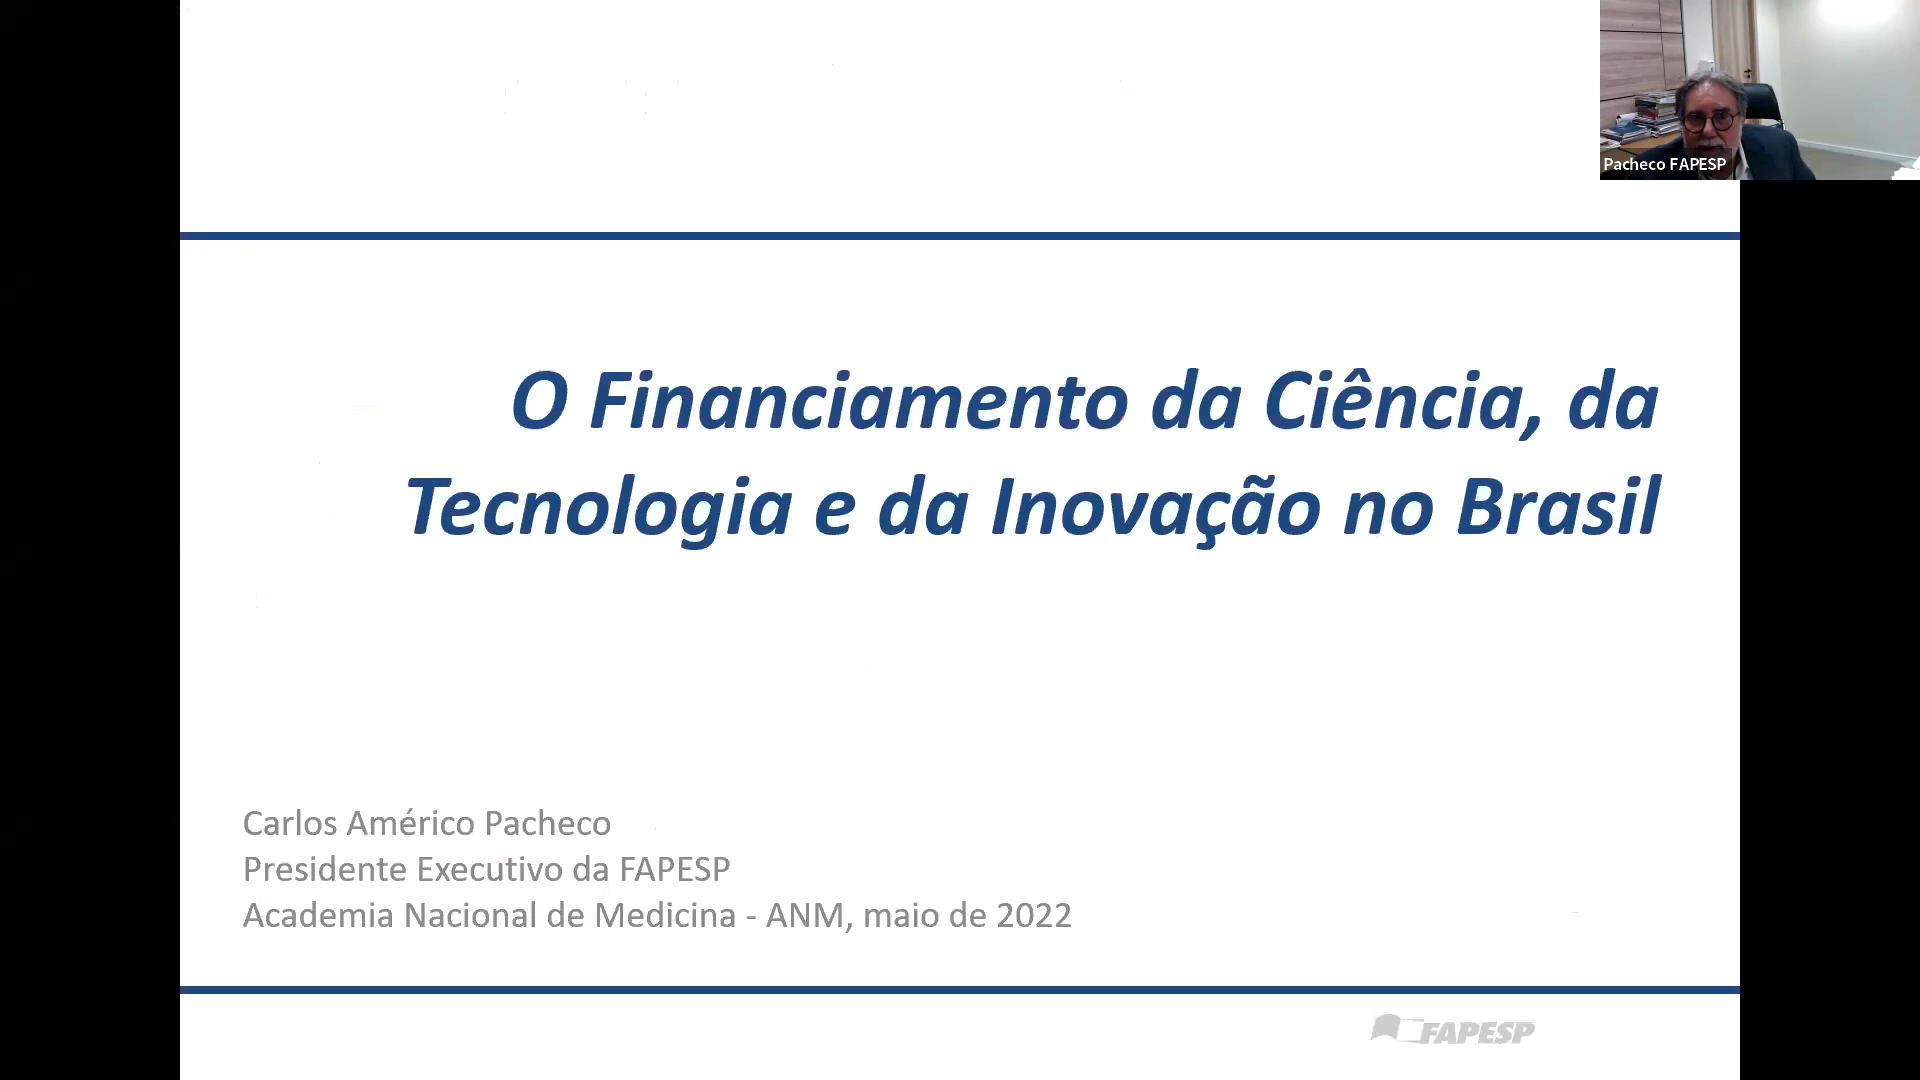 Pacheco FAPESP
O Financiamento da Ciência, da
Tecnologia e da Inovação no Brasil
Carlos Américo Pacheco
Presidente Executivo da FAPESP
Academia Nacional de Medicina - ANM, maio de 2022
FAPESP